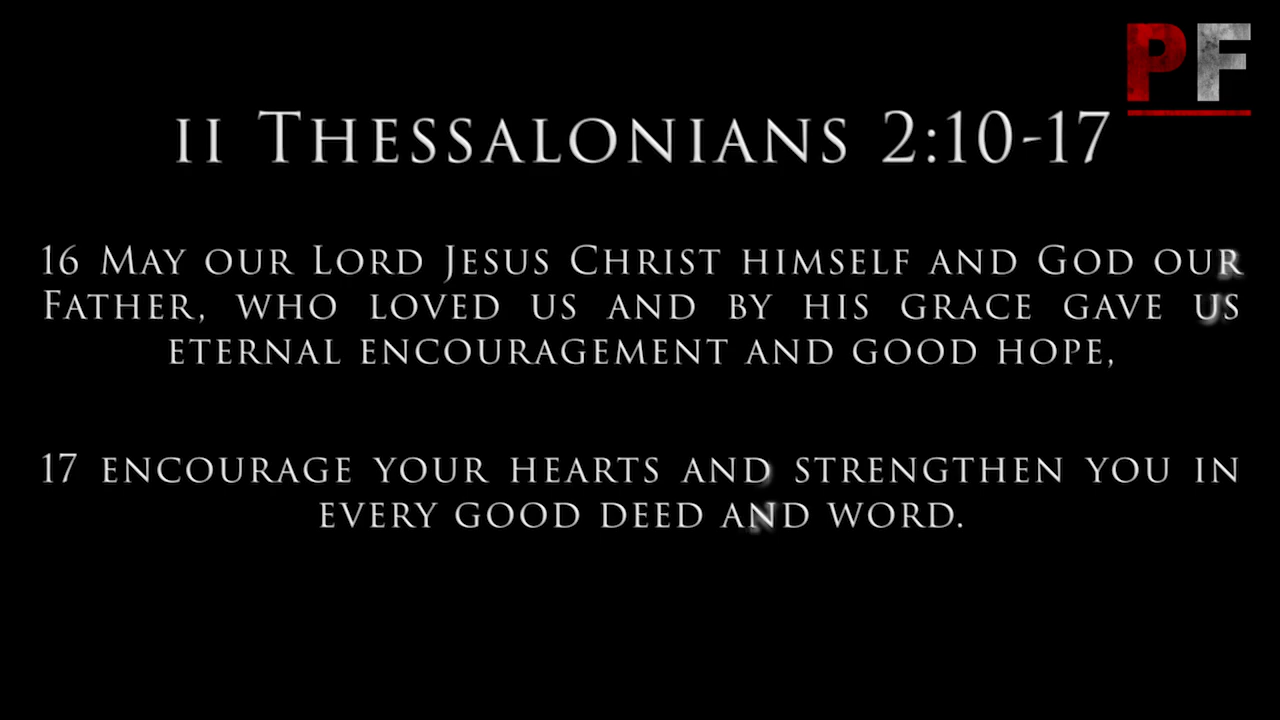 PF
II Thessalonians 2:10-17
16 May our Lord Jesus Christ himself and God our
Father, who loved us and by his grace gave us
eternal encouragement and good hope,
17 encourage your hearts and strengthen you in
every good deed and word.